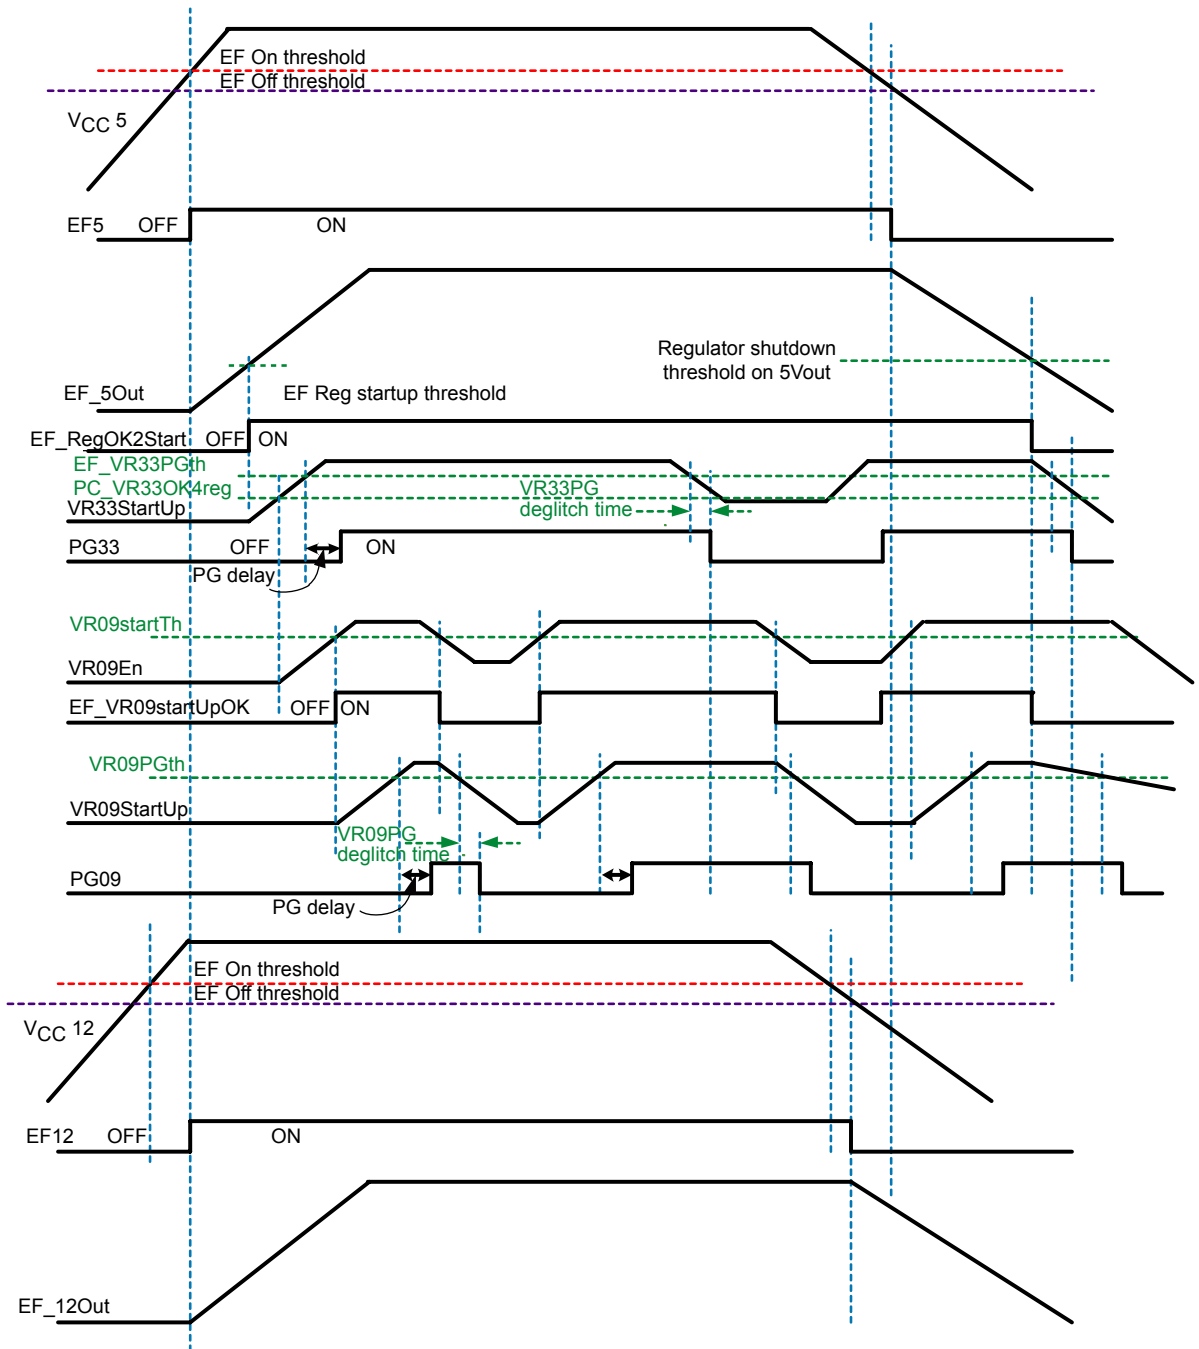 EF On threshold
EF Off threshold
VCC 5
EF5 OFF ON
Regulator shutdown
threshold on 5Vout
EF_5Out
EF Reg startup threshold
EF_RegOK2Start OFF ON
EF_VR33PGth
PC_VR33OK4reg
VR33StartUp
VR33PG
deglitch time
PG33 OFF ON
PG delay
VR09startTh
VR09En
EF_VR09startUpOK OFF ON
VR09PGth
VR09StartUp
VR09PG
deglitch time
PG09
PG delay
EF On threshold
EF Off threshold
VCC 12
EF12 OFF ON
EF_12Out